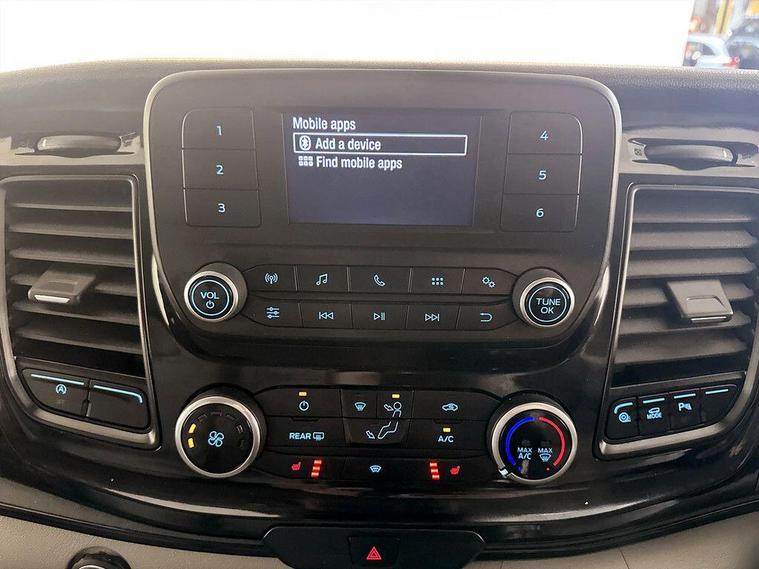 Mobile apps
Add a device
Find mobile apps
1
2
3
4
5
6
VOL
TUNE
OK
REAR
A/C
MAX
A/C
MAX
MODE
A
OFF